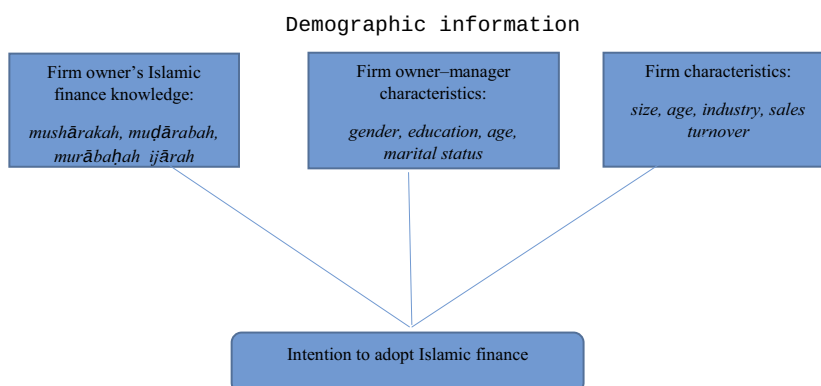 Demographic information
Firm owner’s Islamic
finance knowledge:
mushārakah, muḍārabah,
murābaḥah ijārah
Firm owner–manager
characteristics:
gender, education, age,
marital status
Firm characteristics:
size, age, industry, sales
turnover
Intention to adopt Islamic finance